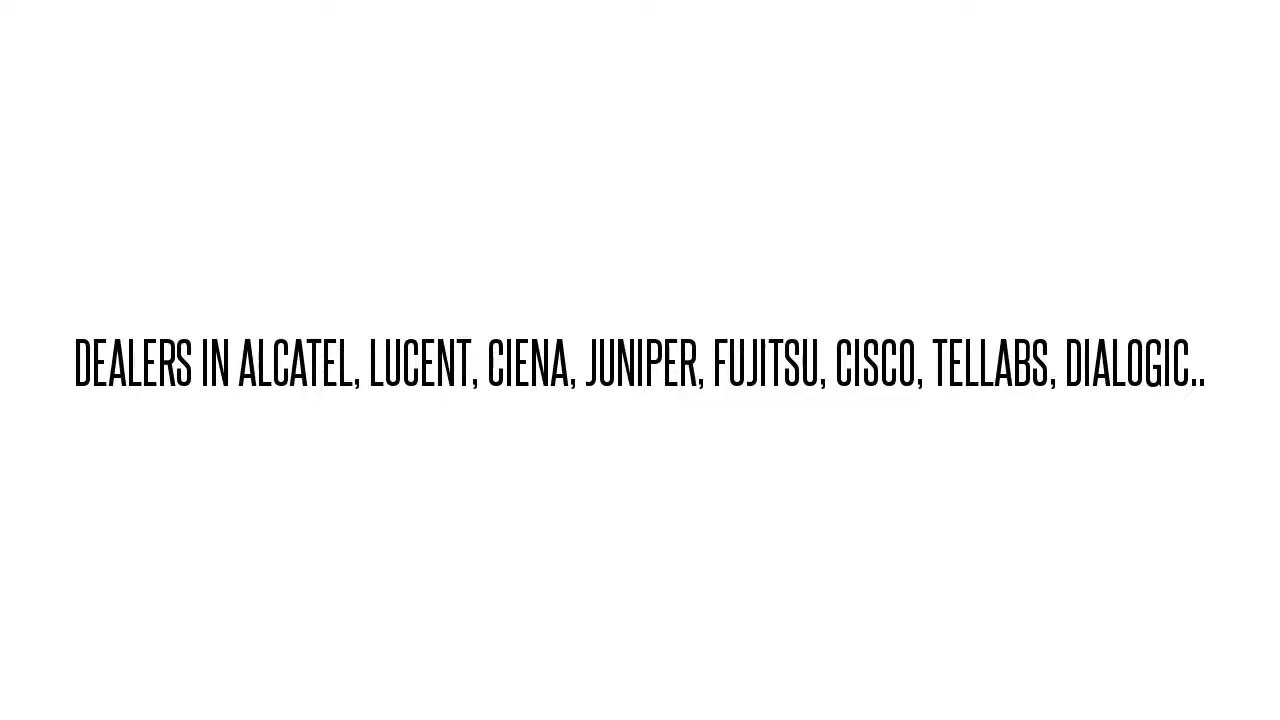 DEALERS IN ALCATEL, LUCENT, CIENA, JUNIPER, FUJITSU, CISCO, TELLABS, DIALOGIC..